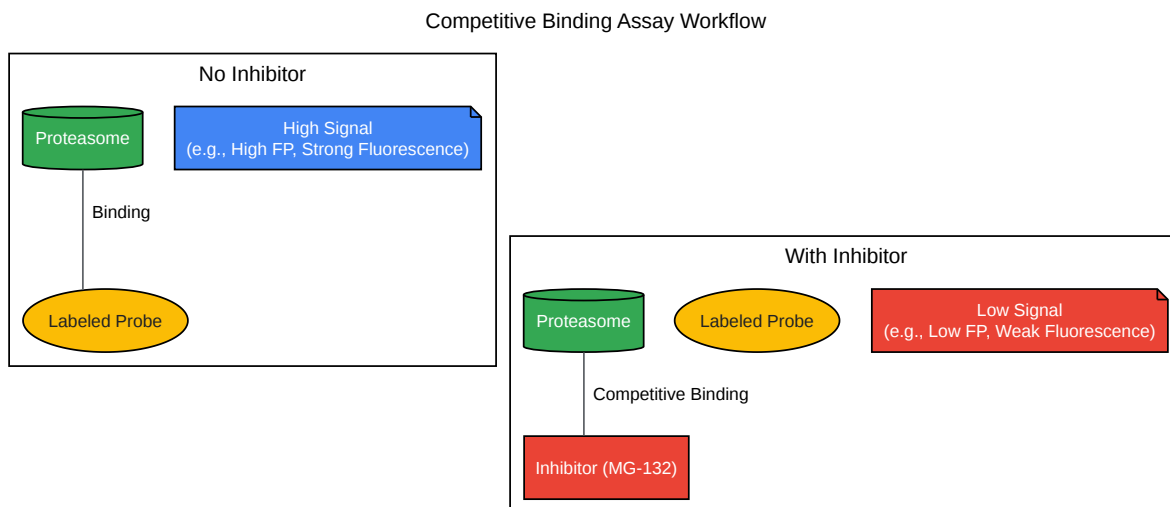 Competitive Binding Assay Workflow
No Inhibitor
Proteasome
High Signal
(e.g., High FP, Strong Fluorescence)
Binding
Labeled Probe
With Inhibitor
Proteasome
Labeled Probe
Low Signal
(e.g., Low FP, Weak Fluorescence)
Competitive Binding
Inhibitor (MG-132)